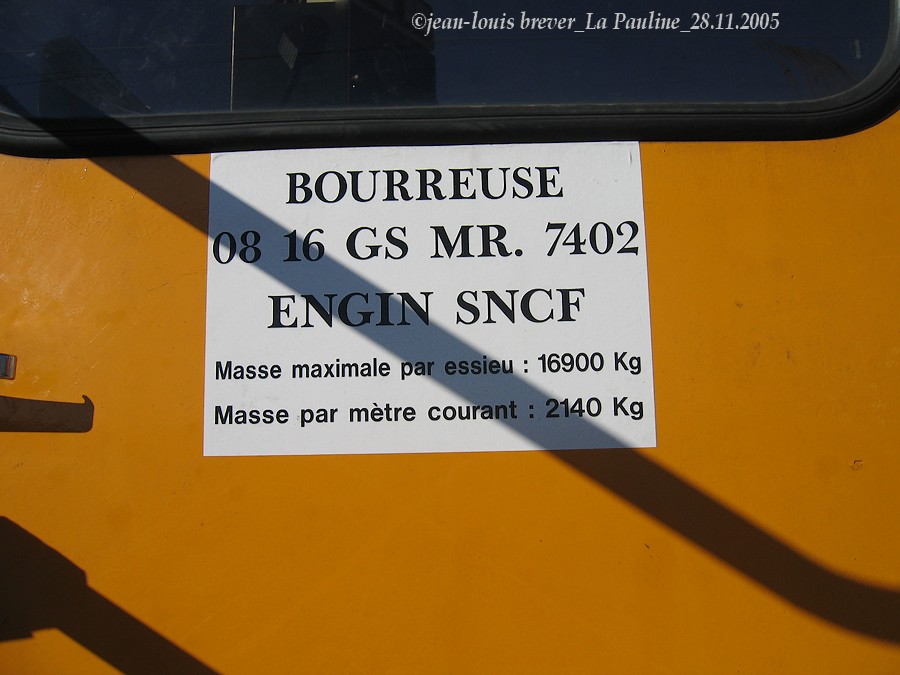 ©jean-louis brever_La Pauline_28.11.2005
BOURREUSE
08 16 GS MR. 7402
ENGIN SNCF
Masse maximale par essieu : 16900 Kg
Masse par mètre courant : 2140 Kg